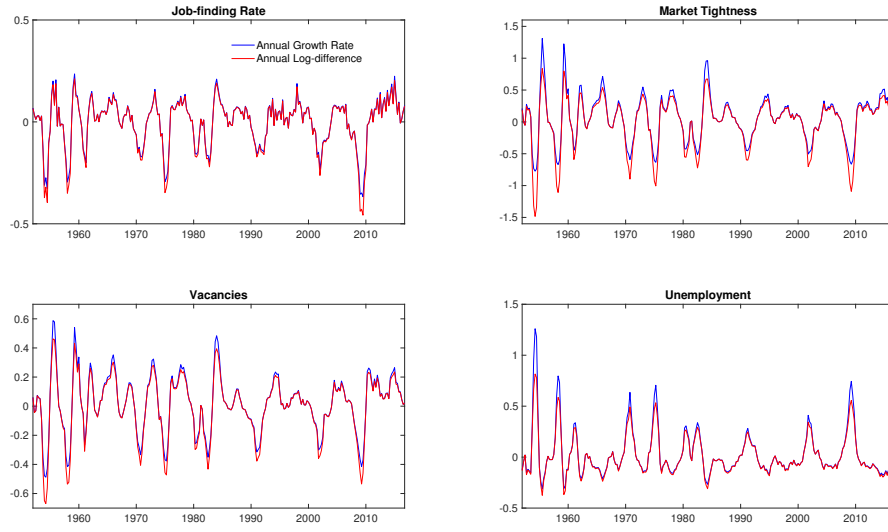 Job-finding Rate
0.5
0
-0.5
Annual Growth Rate
Annual Log-difference
1960 1970 1980 1990 2000 2010
Market Tightness
1.5
1
0.5
0
-0.5
-1
-1.5
1960 1970 1980 1990 2000 2010
Vacancies
0.6
0.4
0.2
0
-0.2
-0.4
-0.6
1960 1970 1980 1990 2000 2010
Unemployment
1.5
1
0.5
0
-0.5
1960 1970 1980 1990 2000 2010